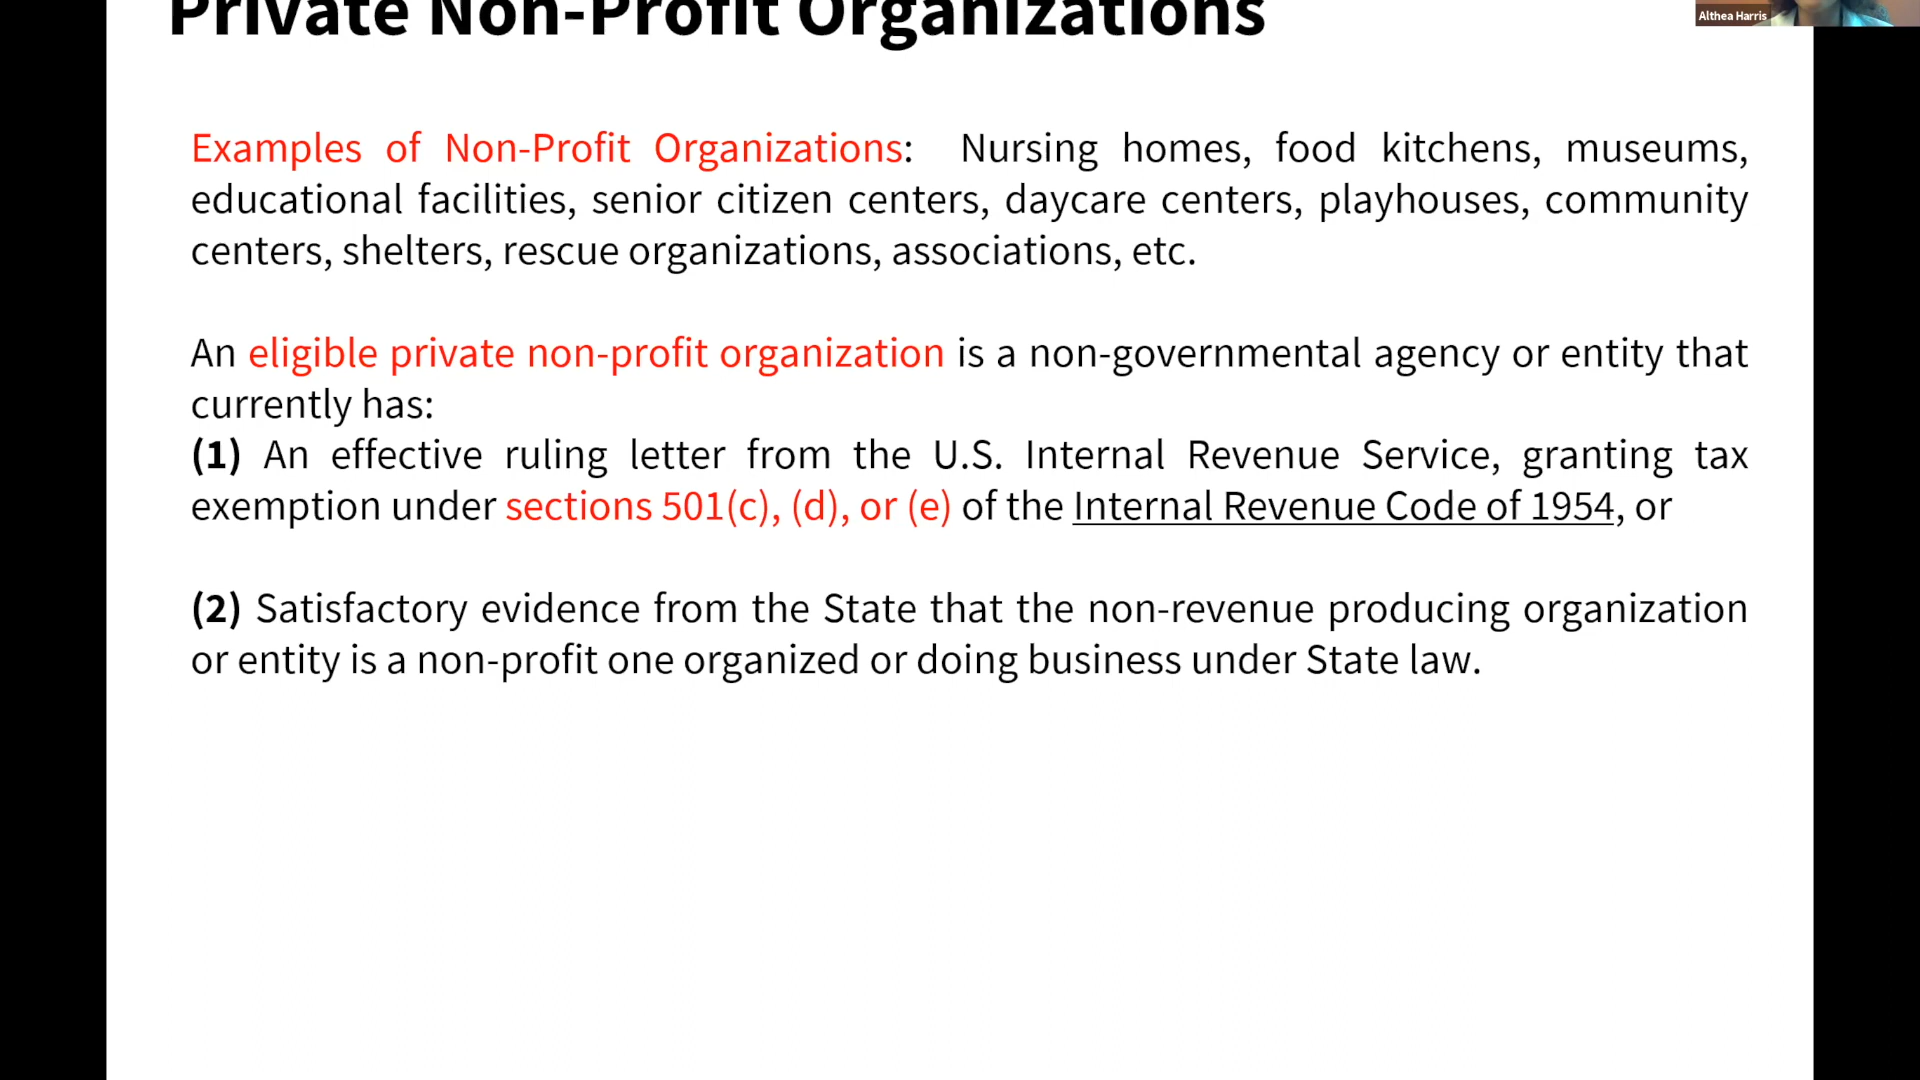 Private Non-Profit Organizations
Althea Harris
Examples of Non-Profit Organizations: Nursing homes, food kitchens, museums,
educational facilities, senior citizen centers, daycare centers, playhouses, community
centers, shelters, rescue organizations, associations, etc.
An eligible private non-profit organization is a non-governmental agency or entity that
currently has:
(1) An effective ruling letter from the U.S. Internal Revenue Service, granting tax
exemption under sections 501(c), (d), or (e) of the Internal Revenue Code of 1954, or
(2) Satisfactory evidence from the State that the non-revenue producing organization
or entity is a non-profit one organized or doing business under State law.